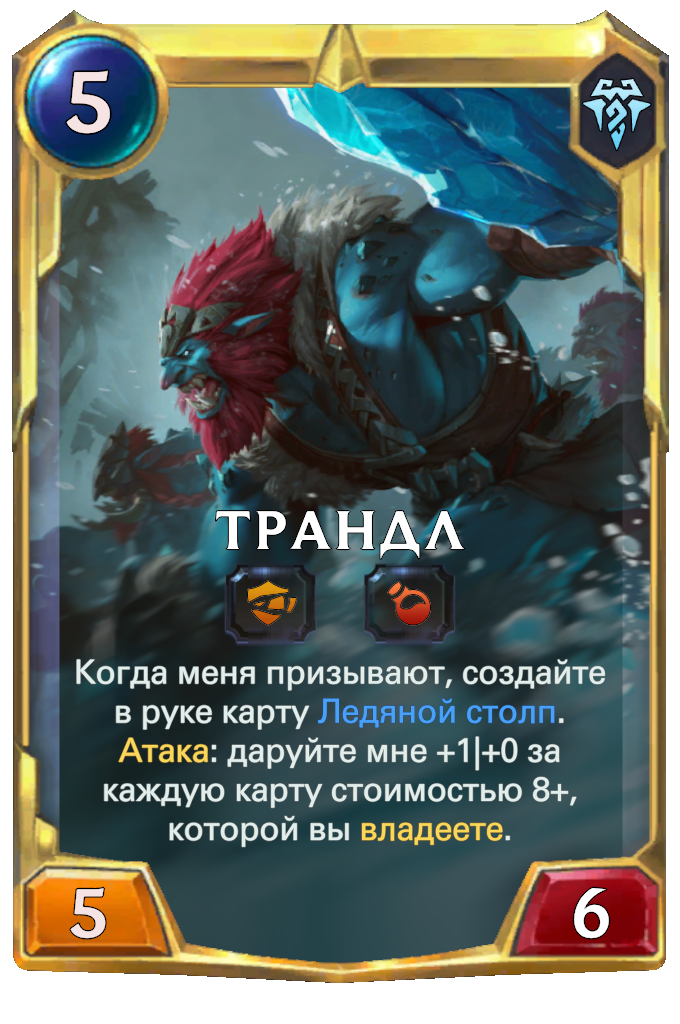 5
ТРАНДЛ
Когда меня призывают, создайте
в руке карту Ледяной столп.
Атака: даруйте мне +1|+0 за
каждую карту стоимостью 8+,
которой вы владеете.
5
6